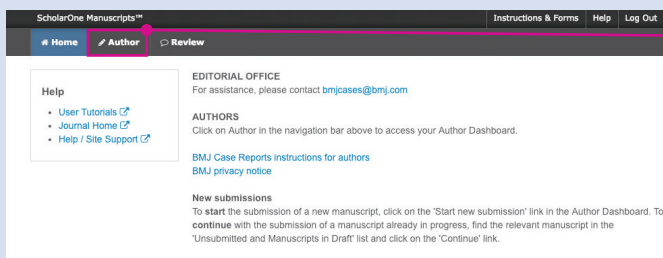 ScholarOne Manuscripts™
Instructions & Forms Help Log Out
Home Author Review
Help
User Tutorials
Journal Home
Help / Site Support
EDITORIAL OFFICE
For assistance, please contact bmjcases@bmj.com
AUTHORS
Click on Author in the navigation bar above to access your Author Dashboard.
BMJ Case Reports instructions for authors
BMJ privacy notice
New submissions
To start the submission of a new manuscript, click on the 'Start new submission' link in the Author Dashboard. To
continue with the submission of a manuscript already in progress, find the relevant manuscript in the
'Unsubmitted and Manuscripts in Draft' list and click on the 'Continue' link.